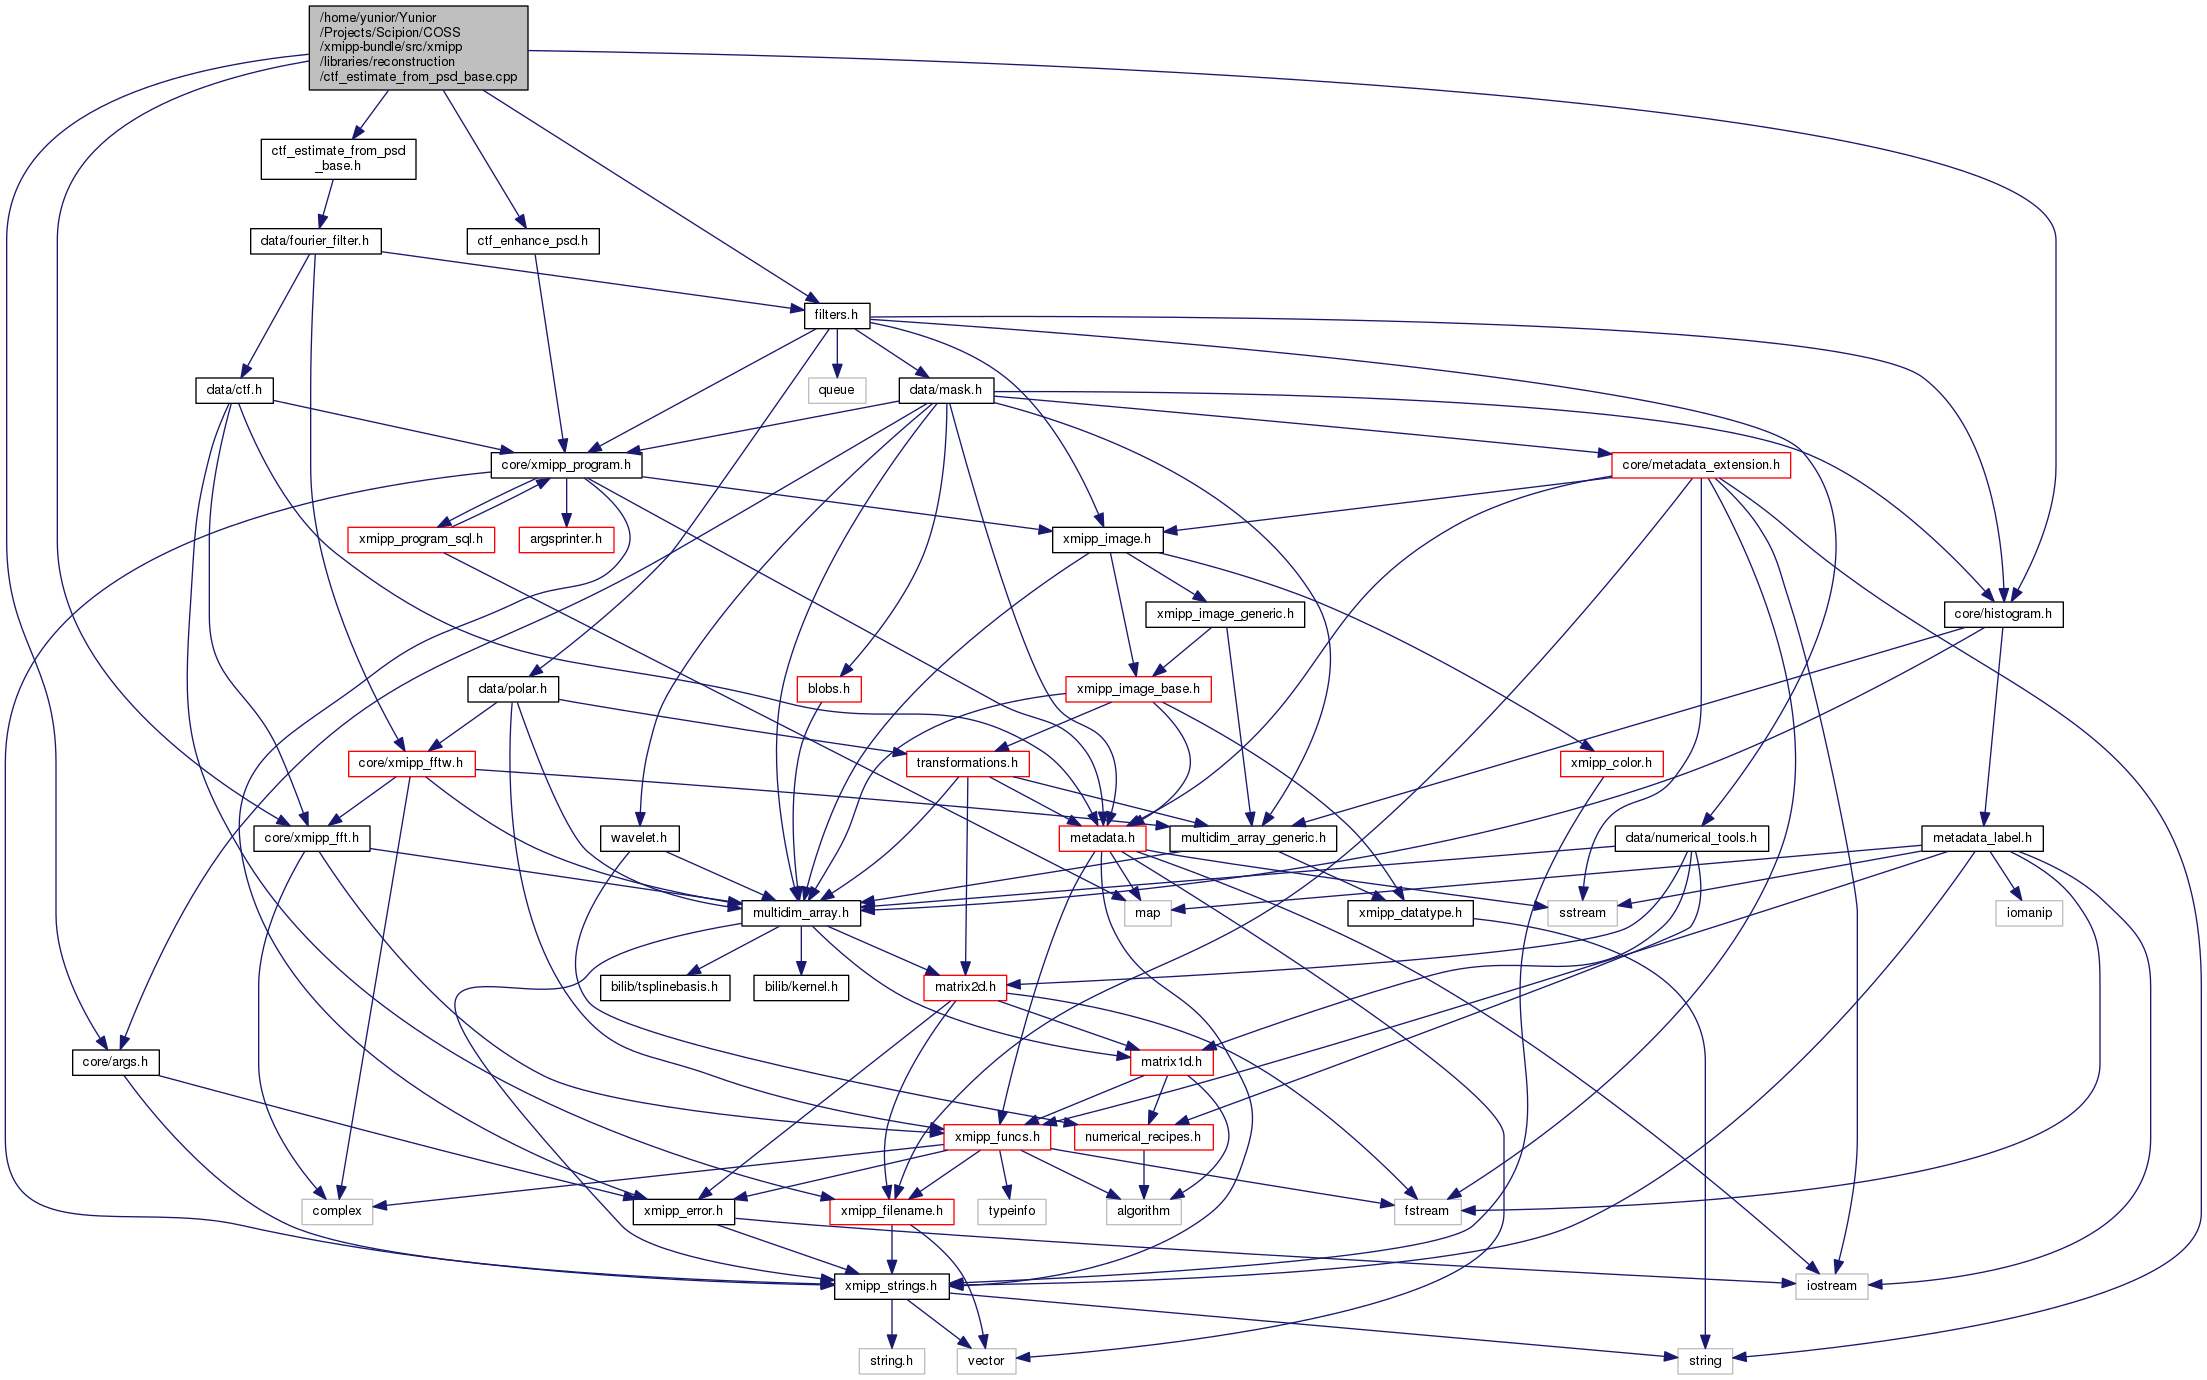 /home/yunior/Yunior
/Projects/Scipion/COSS
/xmipp-bundle/src/xmipp
/libraries/reconstruction
/ctf_estimate_from_psd_base.cpp
ctf_estimate_from_psd
_base.h
data/fourier_filter.h
ctf_enhance_psd.h
filters.h
data/ctf.h
queue
data/mask.h
core/xmipp_program.h
core/metadata_extension.h
xmipp_program_sql.h
argsprinter.h
xmipp_image.h
xmipp_image_generic.h
core/histogram.h
data/polar.h
blobs.h
xmipp_image_base.h
core/xmipp_fftw.h
transformations.h
xmipp_color.h
core/xmipp_fft.h
wavelet.h
metadata.h
multidim_array_generic.h
data/numerical_tools.h
metadata_label.h
multidim_array.h
map
xmipp_datatype.h
sstream
iomanip
bilib/tsplinebasis.h
bilib/kernel.h
matrix2d.h
core/args.h
matrix1d.h
xmipp_funcs.h
numerical_recipes.h
complex
xmipp_error.h
xmipp_filename.h
typeinfo
algorithm
fstream
xmipp_strings.h
iostream
string.h
vector
string